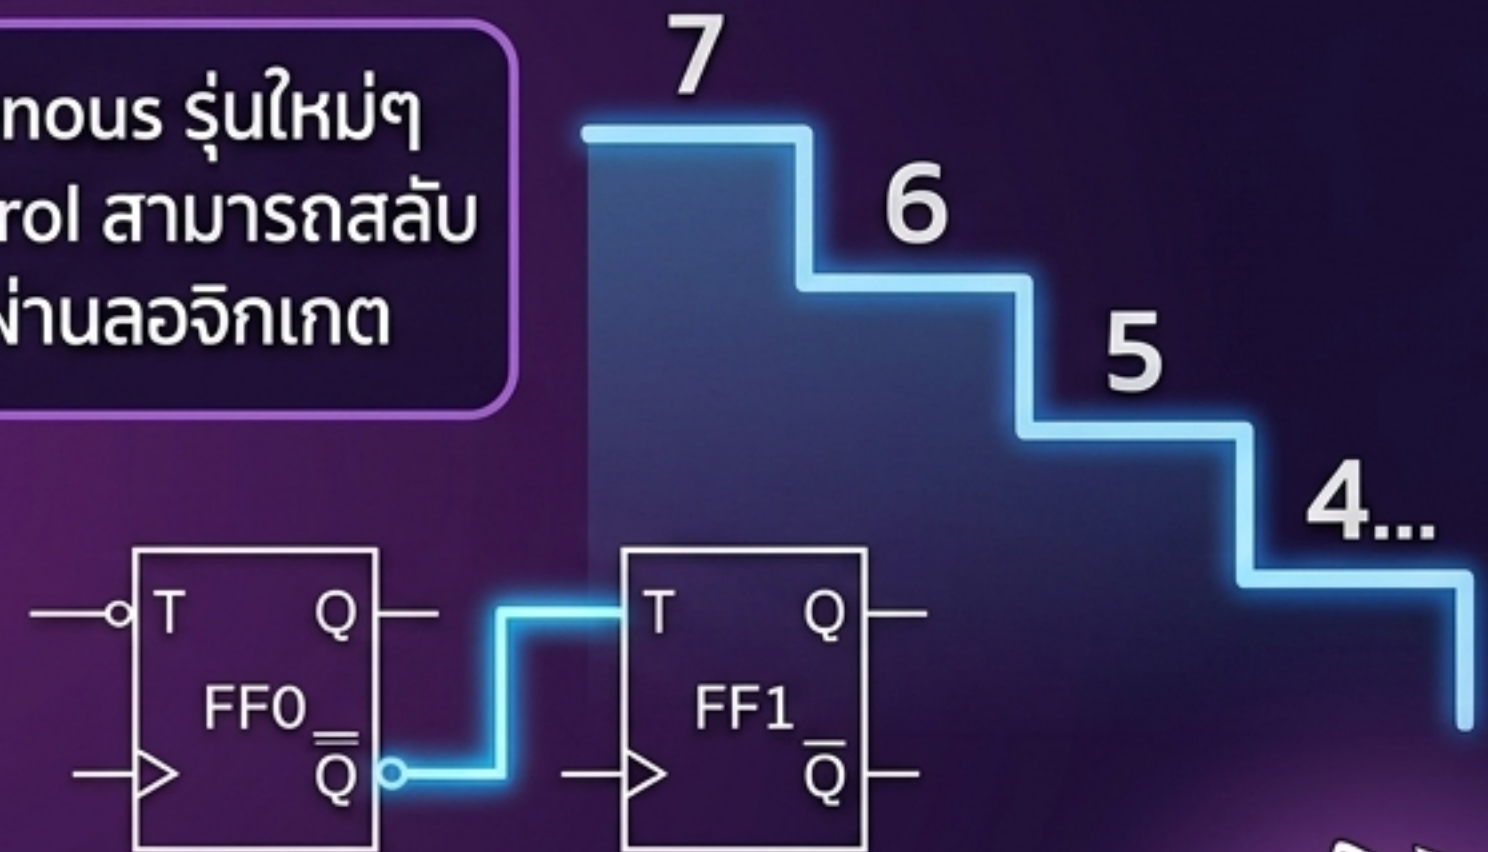 nous รุ่นใหม่ๆ
rol สามารถสลับ
ผ่านลอจิกเกต
7
6
5
4...
T Q
FF0
Q̅
T Q
FF1
Q̅